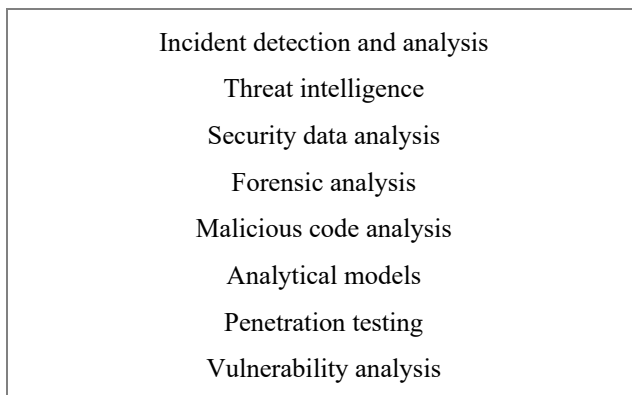 Incident detection and analysis
Threat intelligence
Security data analysis
Forensic analysis
Malicious code analysis
Analytical models
Penetration testing
Vulnerability analysis